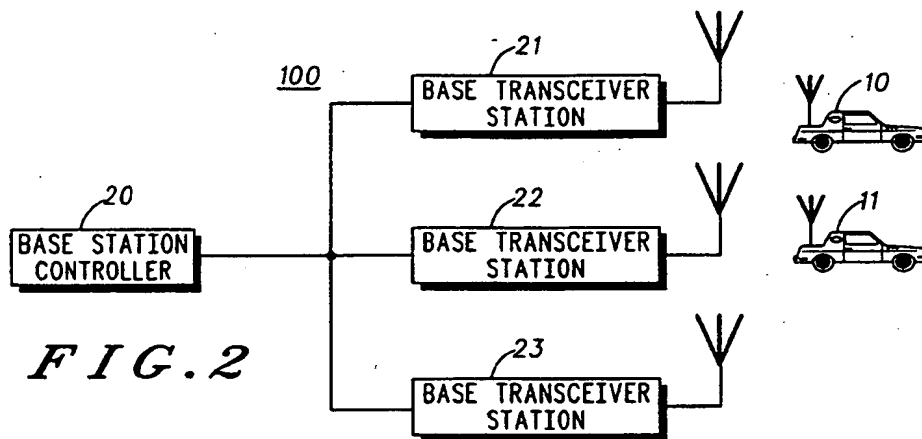 100
21
BASE TRANSCEIVER
STATION
10
20
BASE STATION
CONTROLLER
22
BASE TRANSCEIVER
STATION
11
23
BASE TRANSCEIVER
STATION
FIG.2